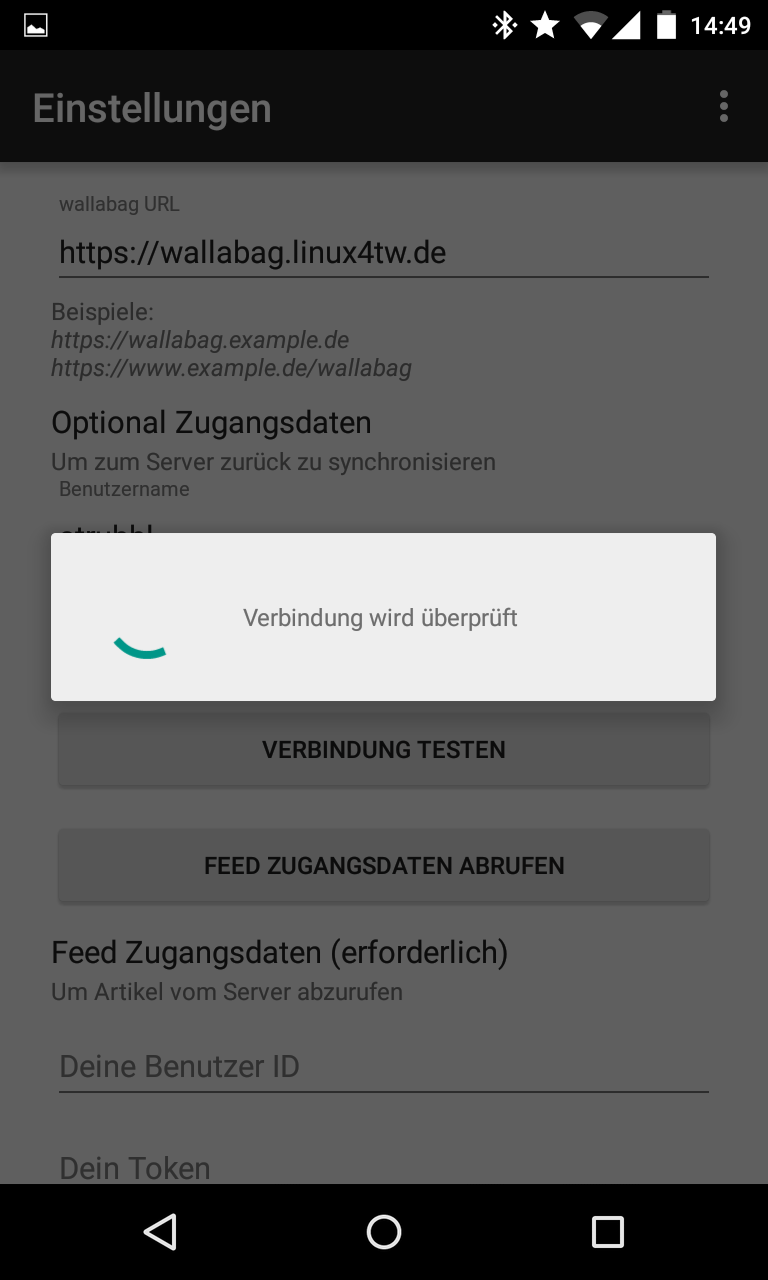 14:49
Einstellungen
wallabag URL
https://wallabag.linux4tw.de
Beispiele:
https://wallabag.example.de
https://www.example.de/wallabag
Optional Zugangsdaten
Um zum Server zurück zu synchronisieren
Benutzername
Verbindung wird überprüft
VERBINDUNG TESTEN
FEED ZUGANGSDATEN ABRUFEN
Feed Zugangsdaten (erforderlich)
Um Artikel vom Server abzurufen
Deine Benutzer ID
Dein Token